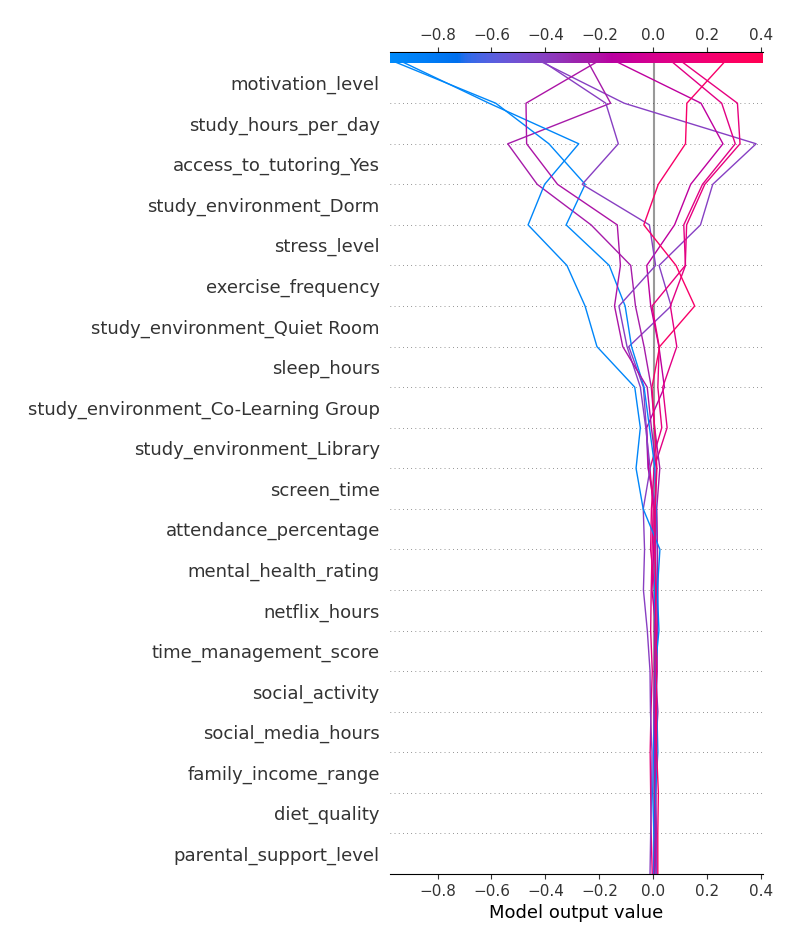 −0.8 −0.6 −0.4 −0.2 0.0 0.2 0.4
motivation_level
study_hours_per_day
access_to_tutoring_Yes
study_environment_Dorm
stress_level
exercise_frequency
study_environment_Quiet Room
sleep_hours
study_environment_Co-Learning Group
study_environment_Library
screen_time
attendance_percentage
mental_health_rating
netflix_hours
time_management_score
social_activity
social_media_hours
family_income_range
diet_quality
parental_support_level
−0.8 −0.6 −0.4 −0.2 0.0 0.2 0.4
Model output value